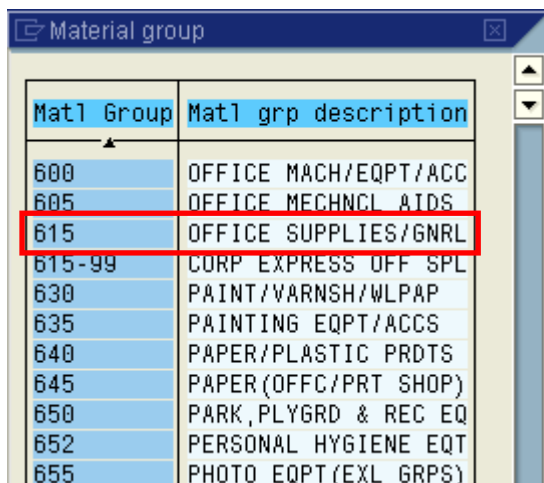 Material group
Matl Group Matl grp description
600 OFFICE MACH/EQPT/ACC
605 OFFICE MECHNCL AIDS
615 OFFICE SUPPLIES/GNRL
615-99 CORP EXPRESS OFF SPL
630 PAINT/VARNSH/WLPAP
635 PAINTING EQPT/ACCS
640 PAPER/PLASTIC PRDTS
645 PAPER(OFFC/PRT SHOP)
650 PARK,PLYGRD & REC EQ
652 PERSONAL HYGIENE EQT
655 PHOTO EQPT(EXL GRPS)